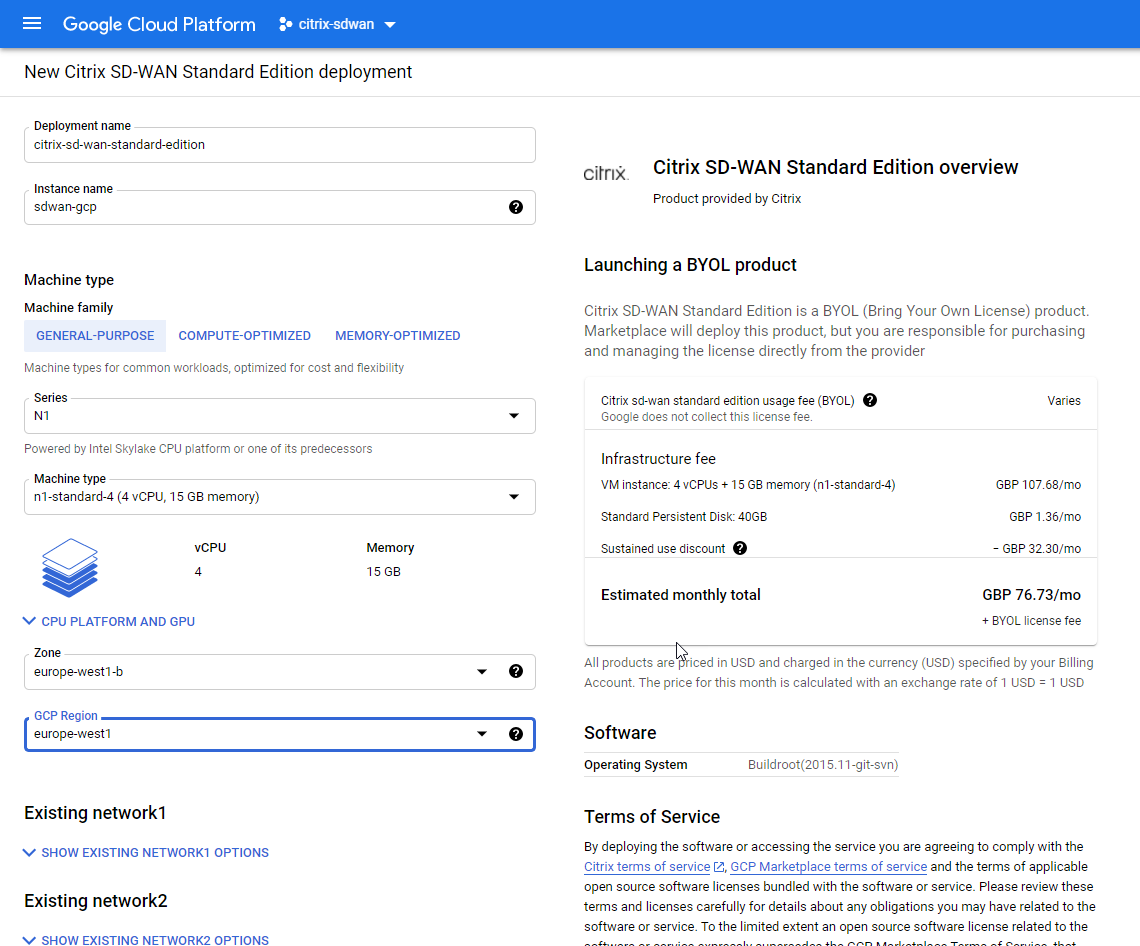 Google Cloud Platform
citrix-sdwan
New Citrix SD-WAN Standard Edition deployment
Deployment name
citrix-sd-wan-standard-edition
Instance name
sdwan-gcp
Machine type
Machine family
GENERAL-PURPOSE
COMPUTE-OPTIMIZED
MEMORY-OPTIMIZED
Machine types for common workloads, optimized for cost and flexibility
Series
N1
Powered by Intel Skylake CPU platform or one of its predecessors
Machine type
n1-standard-4 (4 vCPU, 15 GB memory)
vCPU
Memory
4
15 GB
CPU PLATFORM AND GPU
Zone
europe-west1-b
GCP Region
europe-west1
Existing network1
SHOW EXISTING NETWORK1 OPTIONS
Existing network2
SHOW EXISTING NETWORK2 OPTIONS
citrix.
Citrix SD-WAN Standard Edition overview
Product provided by Citrix
Launching a BYOL product
Citrix SD-WAN Standard Edition is a BYOL (Bring Your Own License) product.
Marketplace will deploy this product, but you are responsible for purchasing
and managing the license directly from the provider
Citrix sd-wan standard edition usage fee (BYOL)
Varies
Google does not collect this license fee.
Infrastructure fee
VM instance: 4 vCPUs + 15 GB memory (n1-standard-4)
GBP 107.68/mo
Standard Persistent Disk: 40GB
GBP 1.36/mo
Sustained use discount
− GBP 32.30/mo
Estimated monthly total
GBP 76.73/mo
+ BYOL license fee
All products are priced in USD and charged in the currency (USD) specified by your Billing
Account. The price for this month is calculated with an exchange rate of 1 USD = 1 USD
Software
Operating System
Buildroot(2015.11-git-svn)
Terms of Service
By deploying the software or accessing the service you are agreeing to comply with the
Citrix terms of service, GCP Marketplace terms of service and the terms of applicable
open source software licenses bundled with the software or service. Please review these
terms and licenses carefully for details about any obligations you may have related to the
software or service. To the limited extent an open source software license related to the
software or service expressly supersedes the GCP Marketplace Terms of Service, that